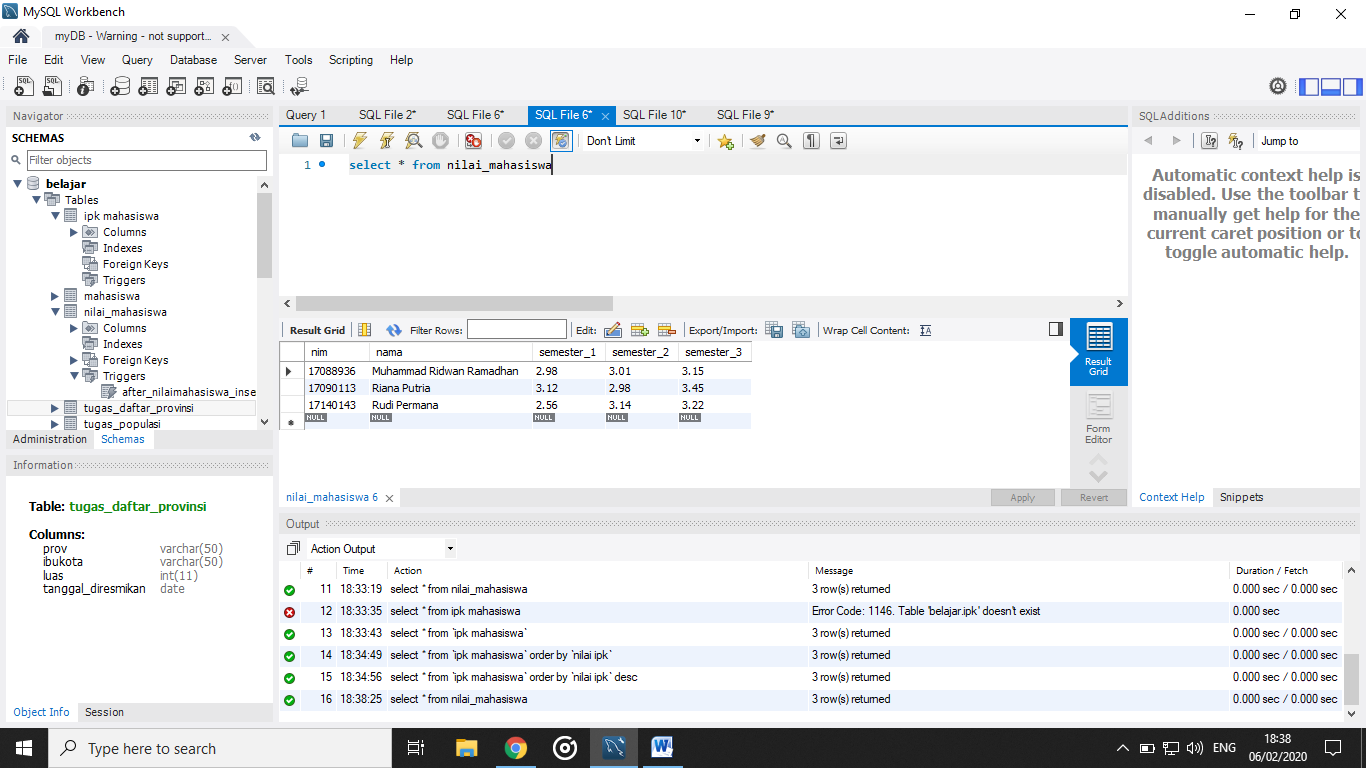 MySQL Workbench
myDB - Warning - not support...
File Edit View Query Database Server Tools Scripting Help
Navigator
SCHEMAS
Filter objects
belajar
Tables
ipk mahasiswa
Columns
Indexes
Foreign Keys
Triggers
mahasiswa
nilai_mahasiswa
Columns
Indexes
Foreign Keys
Triggers
after_nilaimahasiswa_inse
tugas_daftar_provinsi
tugas_populasi
Administration Schemas
Information
Table: tugas_daftar_provinsi
Columns:
prov varchar(50)
ibukota varchar(50)
luas int(11)
tanggal_diresmikan date
Object Info Session
Query 1 SQL File 2* SQL File 6* SQL File 6* SQL File 10* SQL File 9*
Don't Limit
1 select * from nilai_mahasiswa
Result Grid Filter Rows: Edit: Export/Import: Wrap Cell Content: IA
nim nama semester_1 semester_2 semester_3
17088936 Muhammad Ridwan Ramadhan 2.98 3.01 3.15
17090113 Riana Putria 3.12 2.98 3.45
17140143 Rudi Permana 2.56 3.14 3.22
NULL NULL NULL NULL NULL
Result
Grid
Form
Editor
nilai_mahasiswa 6 Apply Revert
SQLAdditions
Jump to
Automatic context help is
disabled. Use the toolbar t
manually get help for the
current caret position or to
toggle automatic help.
Context Help Snippets
Output
Action Output
# Time Action Message Duration / Fetch
11 18:33:19 select * from nilai_mahasiswa 3 row(s) returned 0.000 sec / 0.000 sec
12 18:33:35 select * from ipk mahasiswa Error Code: 1146. Table 'belajar.ipk' doesn't exist 0.000 sec
13 18:33:43 select * from `ipk mahasiswa` 3 row(s) returned 0.000 sec / 0.000 sec
14 18:34:49 select * from `ipk mahasiswa` order by `nilai ipk` 3 row(s) returned 0.000 sec / 0.000 sec
15 18:34:56 select * from `ipk mahasiswa` order by `nilai ipk` desc 3 row(s) returned 0.000 sec / 0.000 sec
16 18:38:25 select * from nilai_mahasiswa 3 row(s) returned 0.000 sec / 0.000 sec
Type here to search
ENG
18:38
06/02/2020